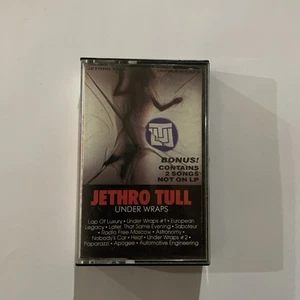 BONUS!
CONTAINS
2 SONGS
NOT ON LP
JETHRO TULL
UNDER WRAPS
Lap Of Luxury • Under Wraps #1 • European
Legacy • Later, That Same Evening • Saboteur
• Radio Free Moscow • Astronomy •
Nobody's Car • Heat • Under Wraps #2 •
Paparazzi • Apogee • Automotive Engineering